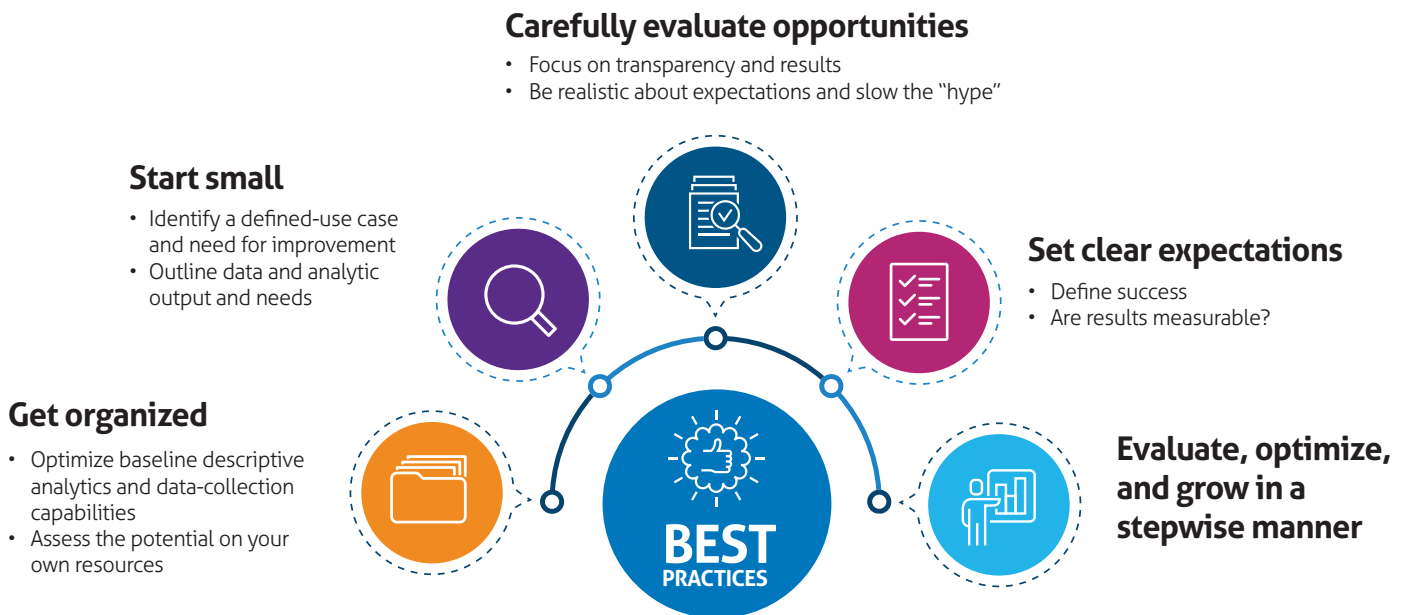 Carefully evaluate opportunities
• Focus on transparency and results
• Be realistic about expectations and slow the “hype”
Start small
• Identify a defined-use case
and need for improvement
• Outline data and analytic
output and needs
Set clear expectations
• Define success
• Are results measurable?
Get organized
• Optimize baseline descriptive
analytics and data-collection
capabilities
• Assess the potential on your
own resources
Evaluate, optimize,
and grow in a
stepwise manner
BEST
PRACTICES